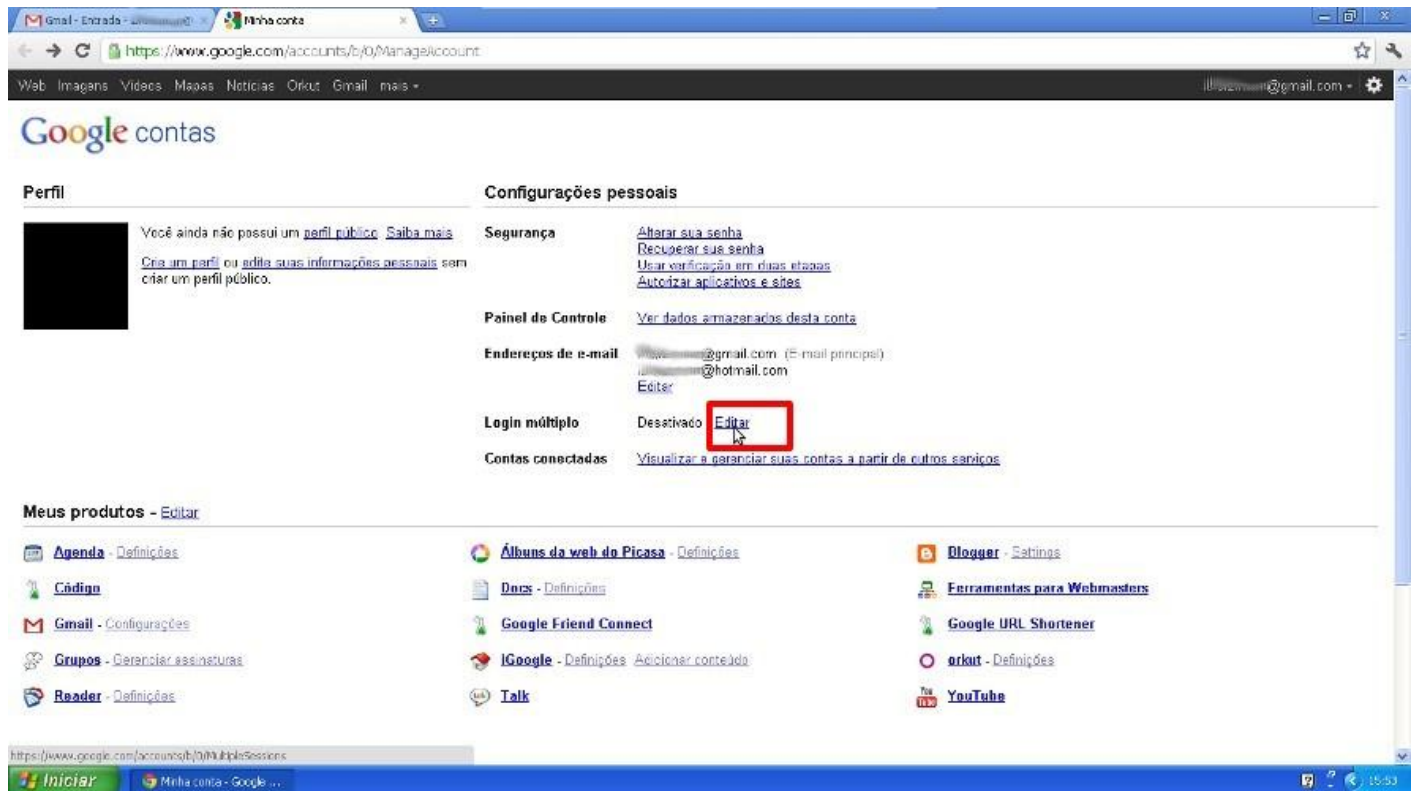 Gmail - Entrada -
Minha conta
https://www.google.com/accounts/b/0/ManageAccount
Web Imagens Vídeos Mapas Notícias Orkut Gmail mais
@gmail.com
Google contas
Perfil
Você ainda não possui um perfil público Saiba mais
Crie um perfil ou edite suas informações pessoais sem
criar um perfil público.
Configurações pessoais
Segurança
Alterar sua senha
Recuperar sua senha
Usar verificação em duas etapas
Autorizar aplicativos e sites
Painel de Controle Ver dados armazenados desta conta
Endereços de e-mail
@gmail.com (E-mail principal)
@hotmail.com
Editar
Login múltiplo Desativado Editar
Contas conectadas Visualizar e gerenciar suas contas a partir de outros serviços
Meus produtos - Editar
Agenda - Definições
Álbuns da web do Picasa - Definições
Blogger - Settings
Código
Docs - Definições
Ferramentas para Webmasters
Gmail - Configurações
Google Friend Connect
Google URL Shortener
Grupos - Gerenciar assinaturas
IGoogle - Definições Adicionar conteúdo
orkut - Definições
Reader - Definições
Talk
YouTube
https://www.google.com/accounts/b/0/MultipleSessions
Iniciar
Minha conta - Google ...
15:53